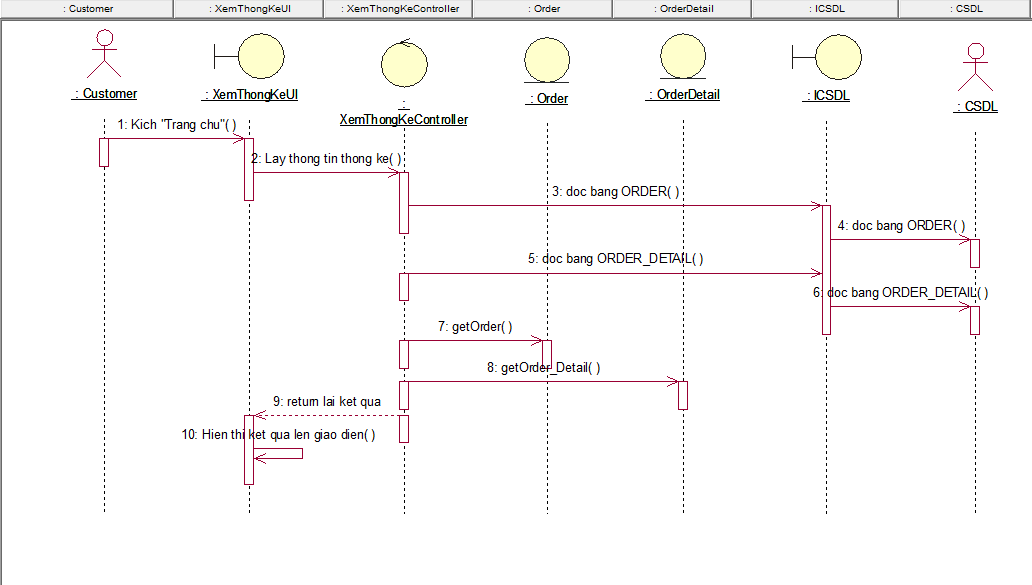 : Customer
: XemThongKeUI
: XemThongKeController
: Order
: OrderDetail
: ICSDL
: CSDL
: Customer
: XemThongKeUI
:
XemThongKeController
: Order
: OrderDetail
: ICSDL
: CSDL
1: Kich "Trang chu"( )
2: Lay thong tin thong ke( )
3: doc bang ORDER( )
4: doc bang ORDER( )
5: doc bang ORDER_DETAIL( )
6: doc bang ORDER_DETAIL( )
7: getOrder( )
8: getOrder_Detail( )
9: return lai ket qua
10: Hien thi ket qua len giao dien( )